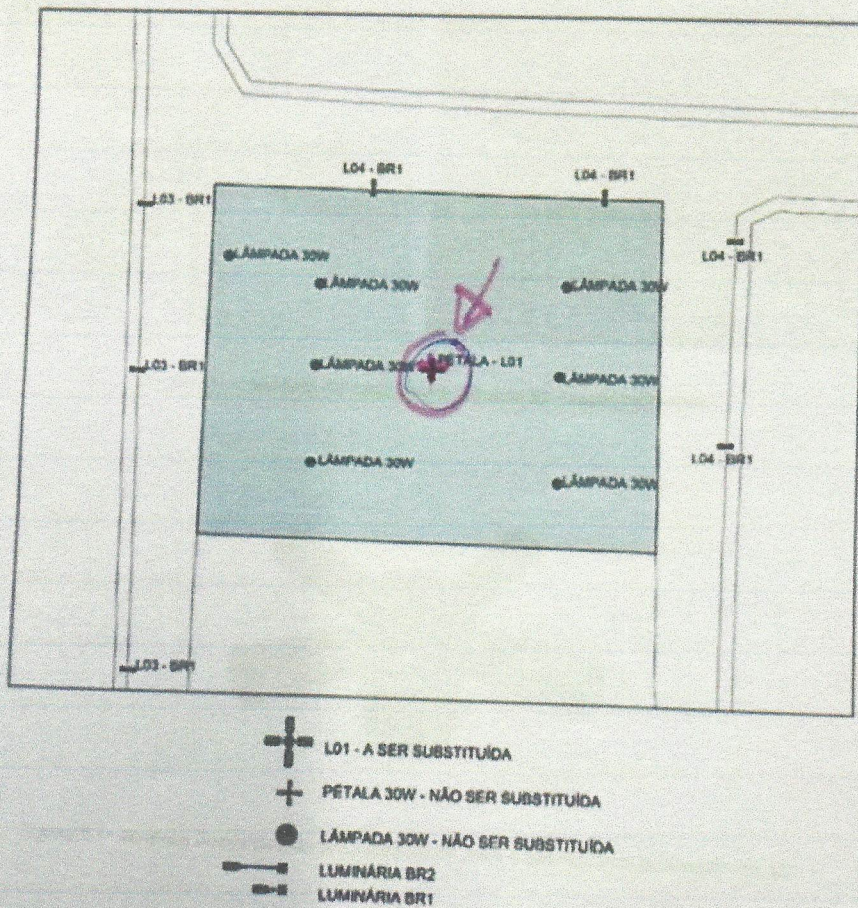 L04 - BR1
L04 - BR1
L03 - BR1
L04 - BR1
LÂMPADA 30W
LÂMPADA 30W
LÂMPADA 30W
L03 - BR1
LÂMPADA 30W
PÉTALA - L01
LÂMPADA 30W
L04 - BR1
LÂMPADA 30W
LÂMPADA 30W
L03 - BR1
L01 - A SER SUBSTITUÍDA
PÉTALA 30W - NÃO SER SUBSTITUÍDA
LÂMPADA 30W - NÃO SER SUBSTITUÍDA
LUMINÁRIA BR2
LUMINÁRIA BR1